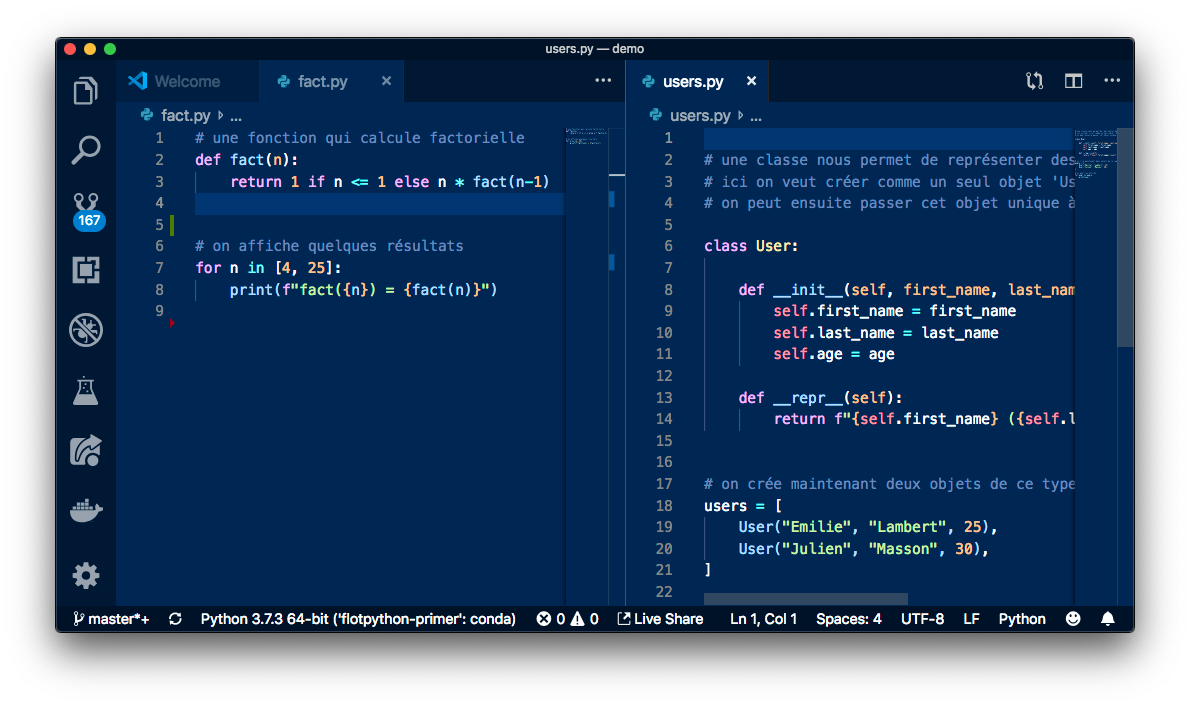 users.py — demo
Welcome
fact.py ×
...
fact.py ▹ ...
1 # une fonction qui calcule factorielle
2 def fact(n):
3     return 1 if n <= 1 else n * fact(n-1)
4
5
6 # on affiche quelques résultats
7 for n in [4, 25]:
8     print(f"fact({n}) = {fact(n)}")
9
users.py ×
...
users.py ▹ ...
1
2 # une classe nous permet de représenter des
3 # ici on veut créer comme un seul objet 'Us
4 # on peut ensuite passer cet objet unique à
5
6 class User:
7
8     def __init__(self, first_name, last_nam
9         self.first_name = first_name
10         self.last_name = last_name
11         self.age = age
12
13     def __repr__(self):
14         return f"{self.first_name} ({self.l
15
16
17 # on crée maintenant deux objets de ce type
18 users = [
19     User("Emilie", "Lambert", 25),
20     User("Julien", "Masson", 30),
21 ]
22
167
master*+ Python 3.7.3 64-bit ('flotpython-primer': conda) 0 0 Live Share Ln 1, Col 1 Spaces: 4 UTF-8 LF Python